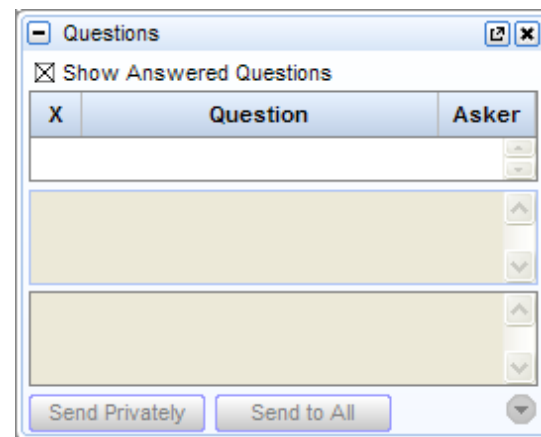 Questions
Show Answered Questions
X Question Asker
Send Privately Send to All